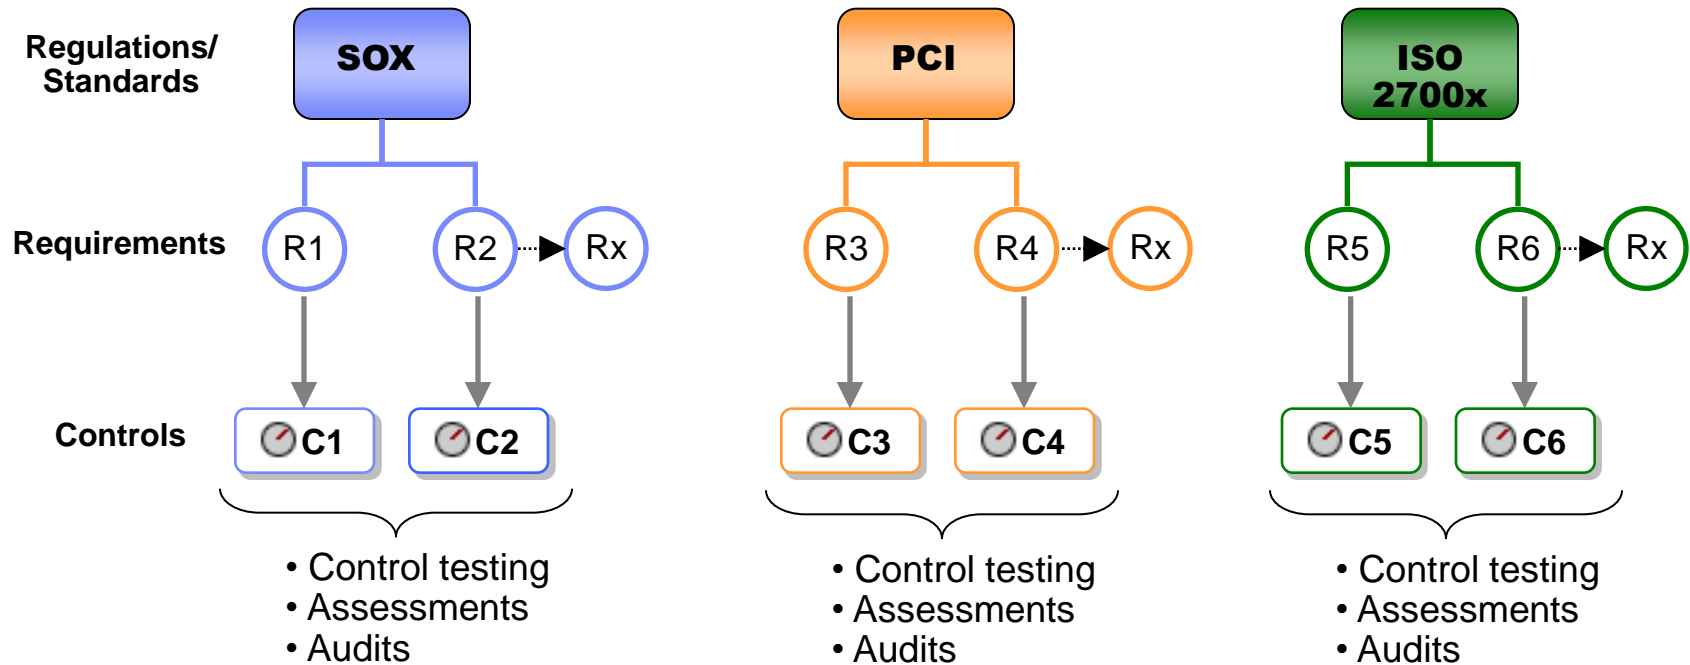 Regulations/
Standards
SOX
PCI
ISO
2700x
Requirements
R1
R2
Rx
R3
R4
Rx
R5
R6
Rx
Controls
C1
C2
C3
C4
C5
C6
• Control testing
• Assessments
• Audits
• Control testing
• Assessments
• Audits
• Control testing
• Assessments
• Audits